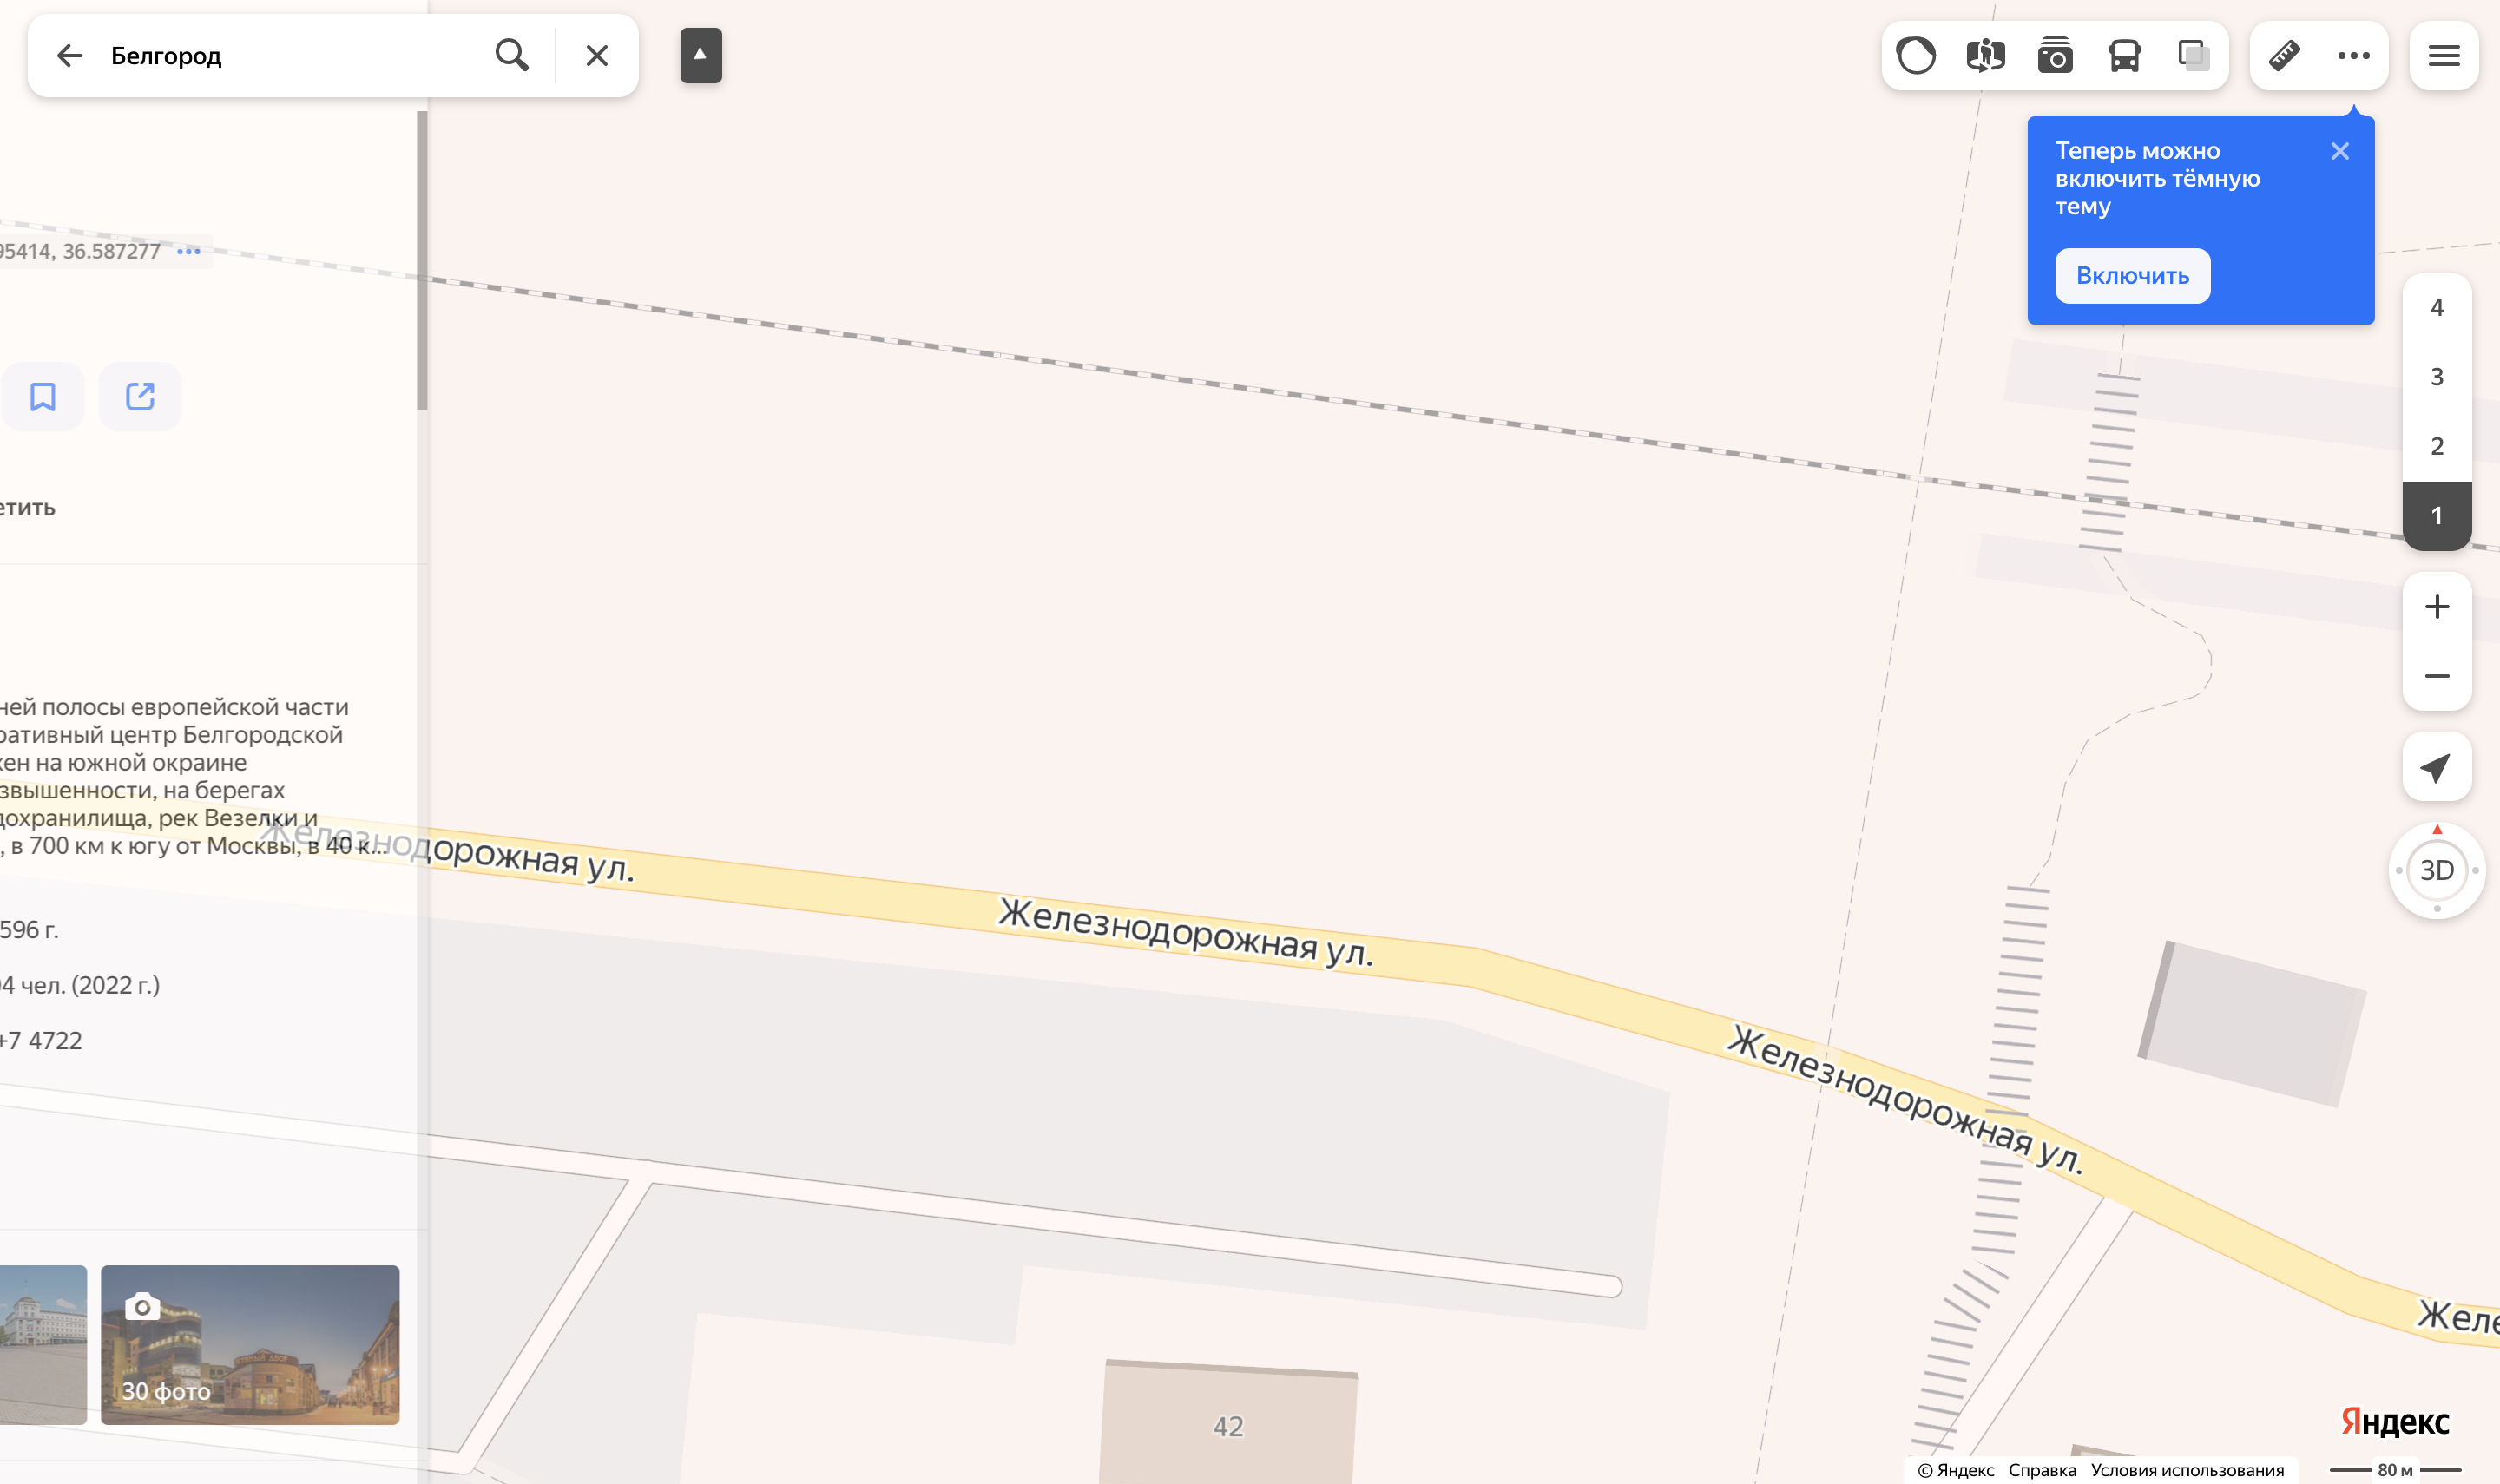 Белгород
Теперь можно
включить тёмную
тему
Включить
95414, 36.587277
4
3
2
1
етить
ней полосы европейской части
ративный центр Белгородской
жен на южной окраине
звышенности, на берегах
дохранилища, рек Везелки и
, в 700 км к югу от Москвы, в 40 к...
Железнодорожная ул.
3D
Железнодорожная ул.
596 г.
04 чел. (2022 г.)
+7 4722
Железнодорожная ул.
Желе
30 фото
42
Яндекс
© Яндекс Справка Условия использования
80 м